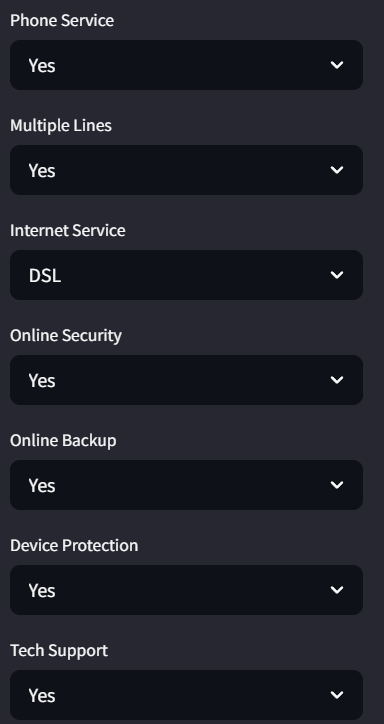 Phone Service
Yes
Multiple Lines
Yes
Internet Service
DSL
Online Security
Yes
Online Backup
Yes
Device Protection
Yes
Tech Support
Yes